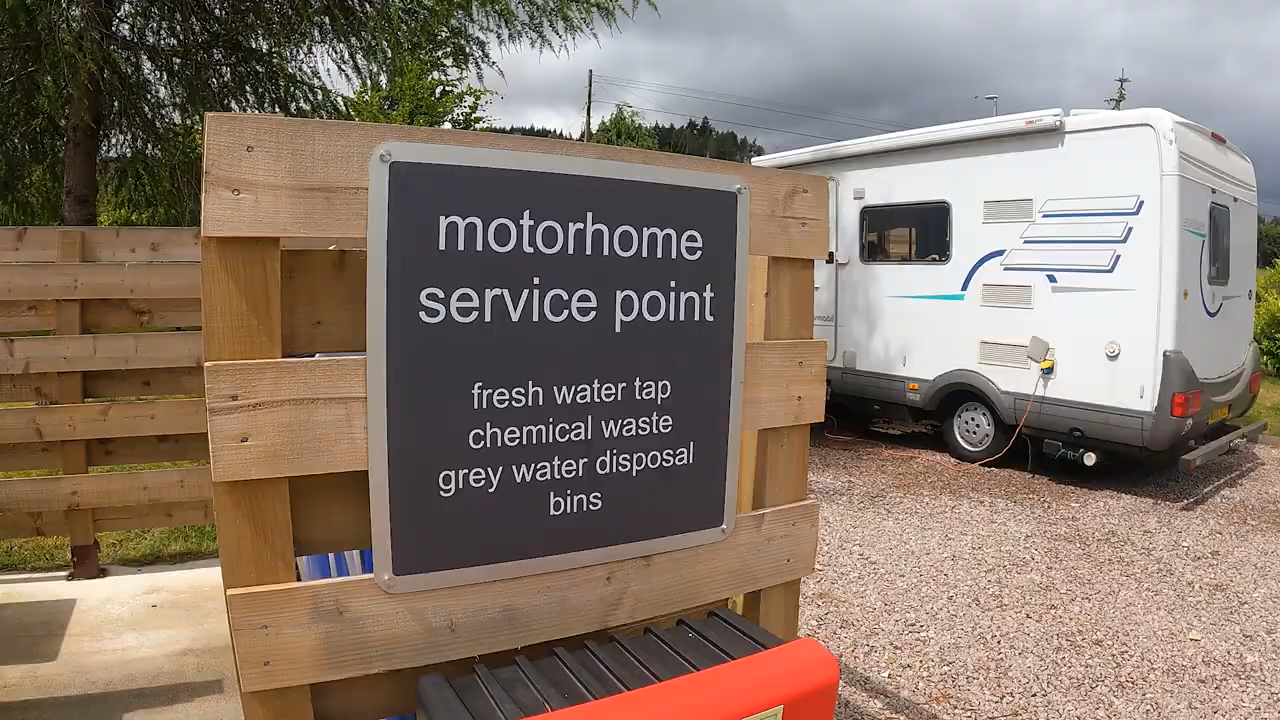 motorhome
service point
fresh water tap
chemical waste
grey water disposal
bins